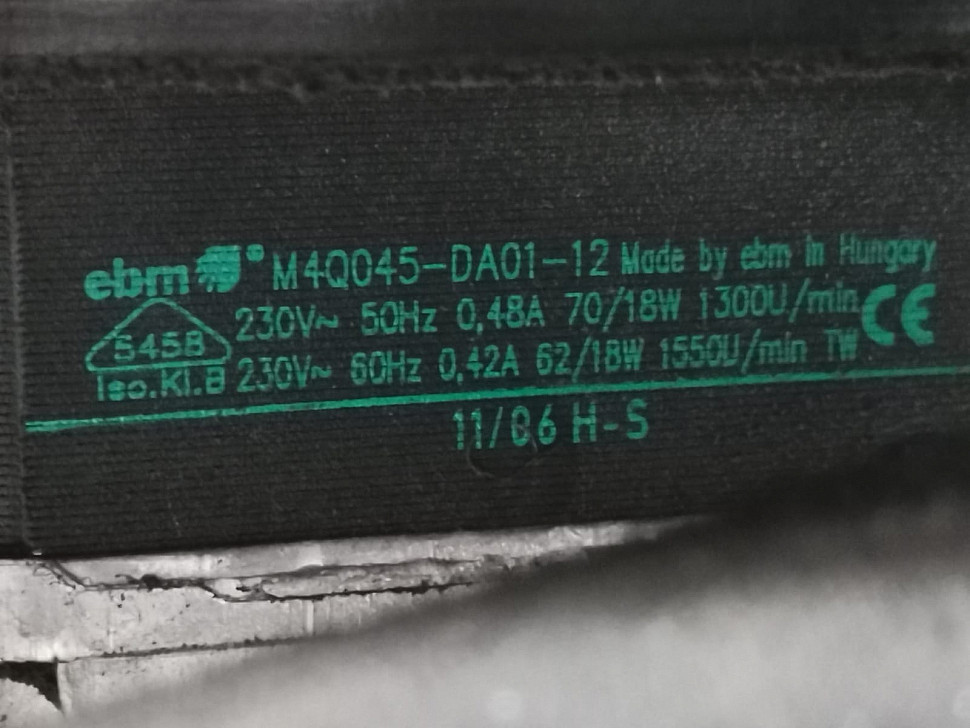 ebm M4Q045-DA01-12 Made by ebm in Hungary
S458 230V~ 50Hz 0,48A 70/18W 1300U/min CE
Iso.Kl.B 230V~ 60Hz 0,42A 62/18W 1550U/min TW
11/06 H-S